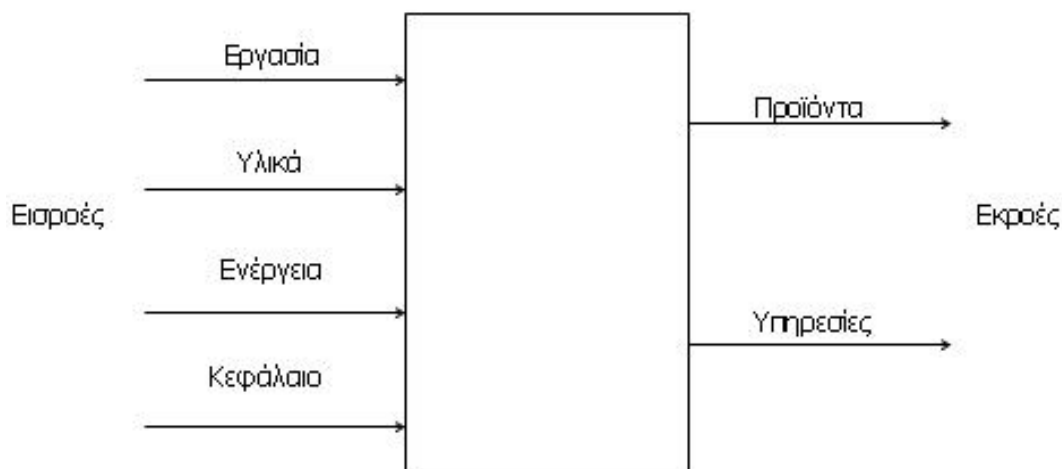 Εργασία
Προϊόντα
Υλικά
Εισροές
Εκροές
Ενέργεια
Υπηρεσίες
Κεφάλαιο